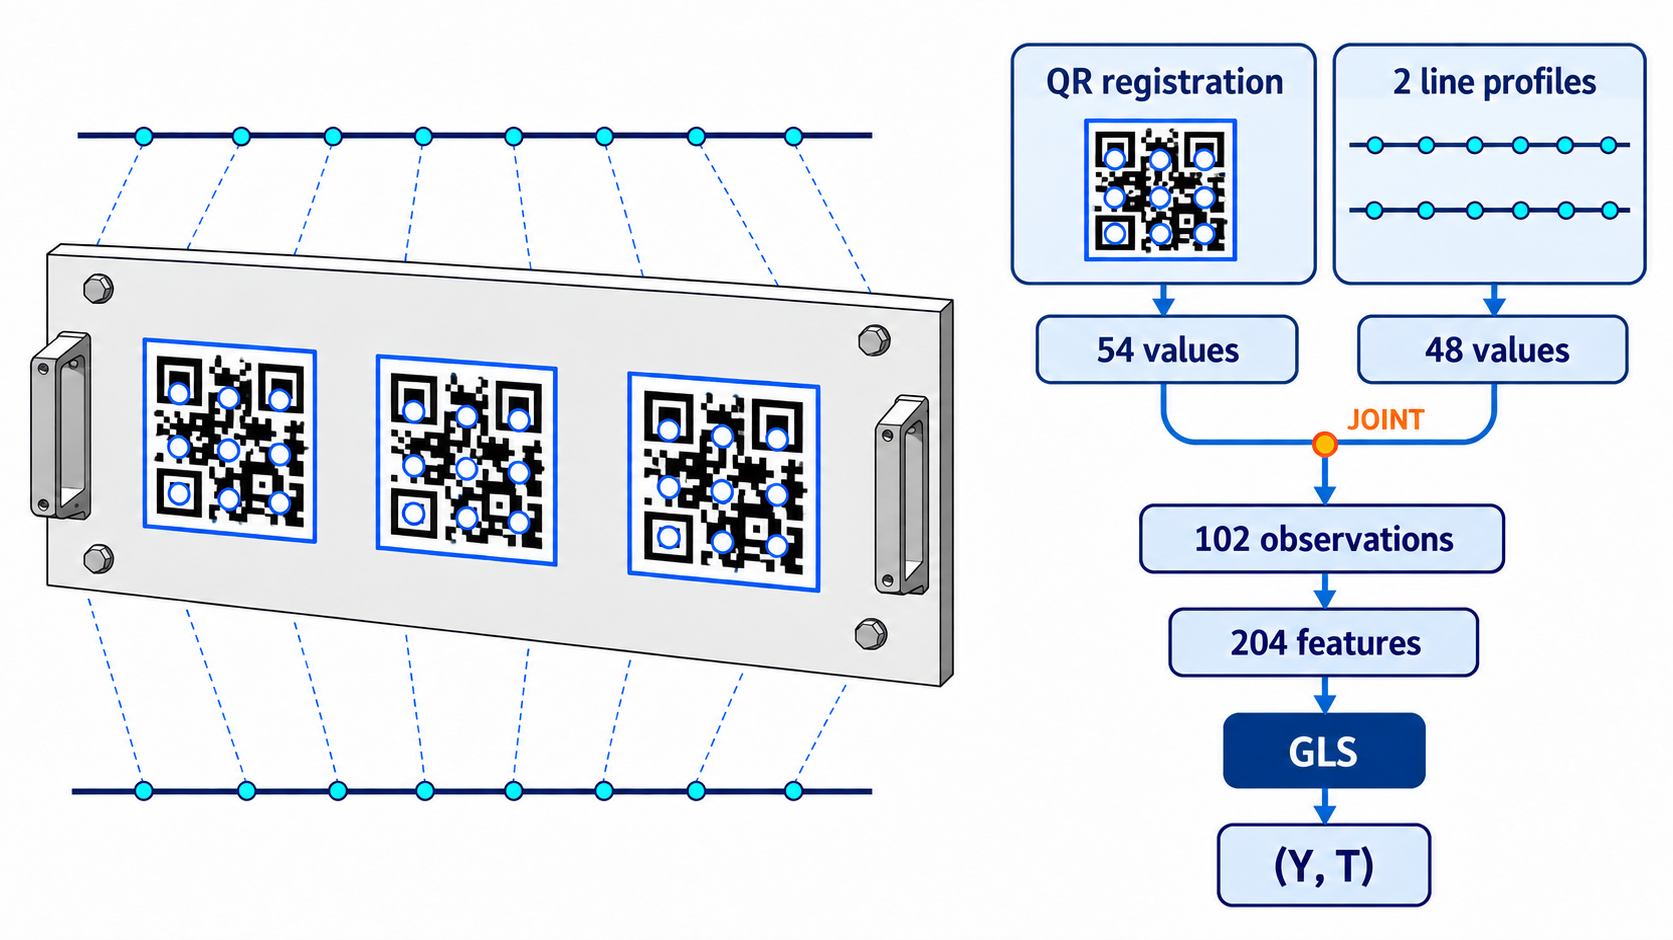 QR registration
2 line profiles
54 values
48 values
JOINT
102 observations
204 features
GLS
(Y, T)